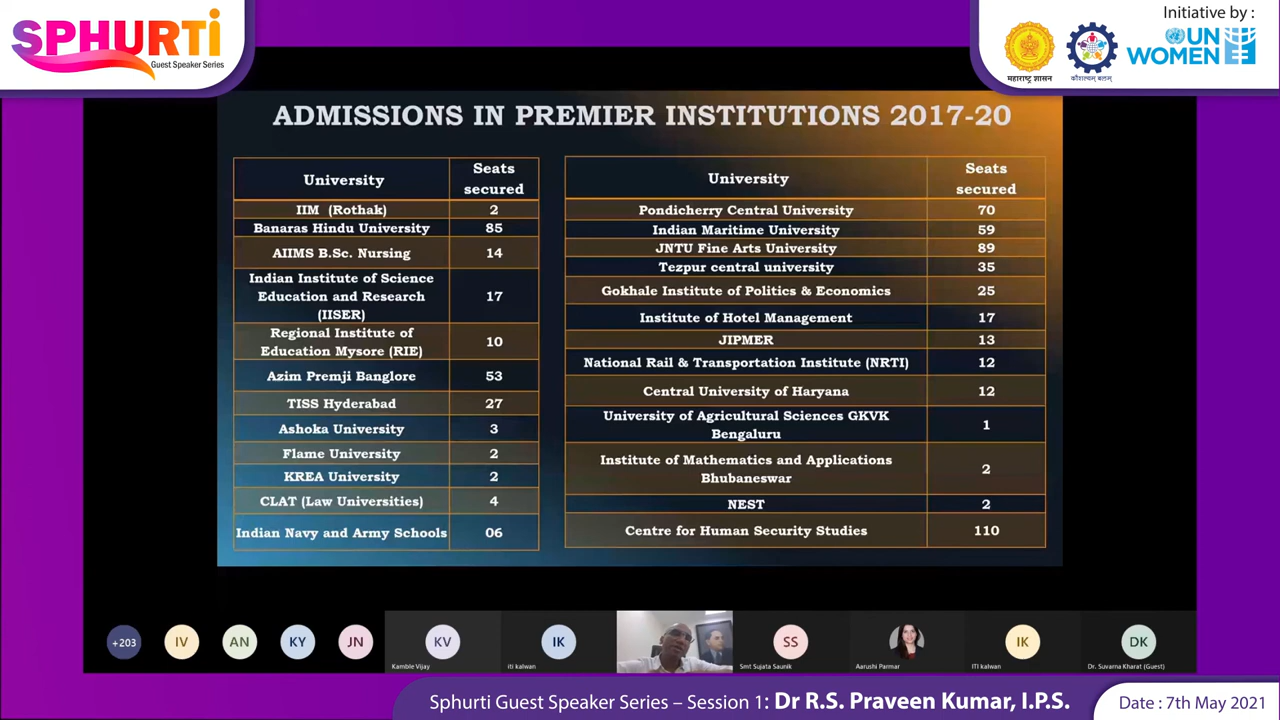 SPHURTI
Guest Speaker Series
Initiative by :
महाराष्ट्र शासन
कौशल्यम् बलम्
UN
WOMEN
ADMISSIONS IN PREMIER INSTITUTIONS 2017-20
University
Seats
secured
IIM (Rothak) 2
Banaras Hindu University 85
AIIMS B.Sc. Nursing 14
Indian Institute of Science
Education and Research
(IISER)
17
Regional Institute of
Education Mysore (RIE)
10
Azim Premji Banglore 53
TISS Hyderabad 27
Ashoka University 3
Flame University 2
KREA University 2
CLAT (Law Universities) 4
Indian Navy and Army Schools 06
University
Seats
secured
Pondicherry Central University 70
Indian Maritime University 59
JNTU Fine Arts University 89
Tezpur central university 35
Gokhale Institute of Politics & Economics 25
Institute of Hotel Management 17
JIPMER 13
National Rail & Transportation Institute (NRTI) 12
Central University of Haryana 12
University of Agricultural Sciences GKVK
Bengaluru
1
Institute of Mathematics and Applications
Bhubaneswar
2
NEST 2
Centre for Human Security Studies 110
+203 IV AN KY JN KV IK SS IK DK
Kamble Vijay iti kalwan Smt Sujata Saunik Aarushi Parmar ITI kalwan Dr. Suvarna Kharat (Guest)
Sphurti Guest Speaker Series – Session 1: Dr R.S. Praveen Kumar, I.P.S.
Date : 7th May 2021